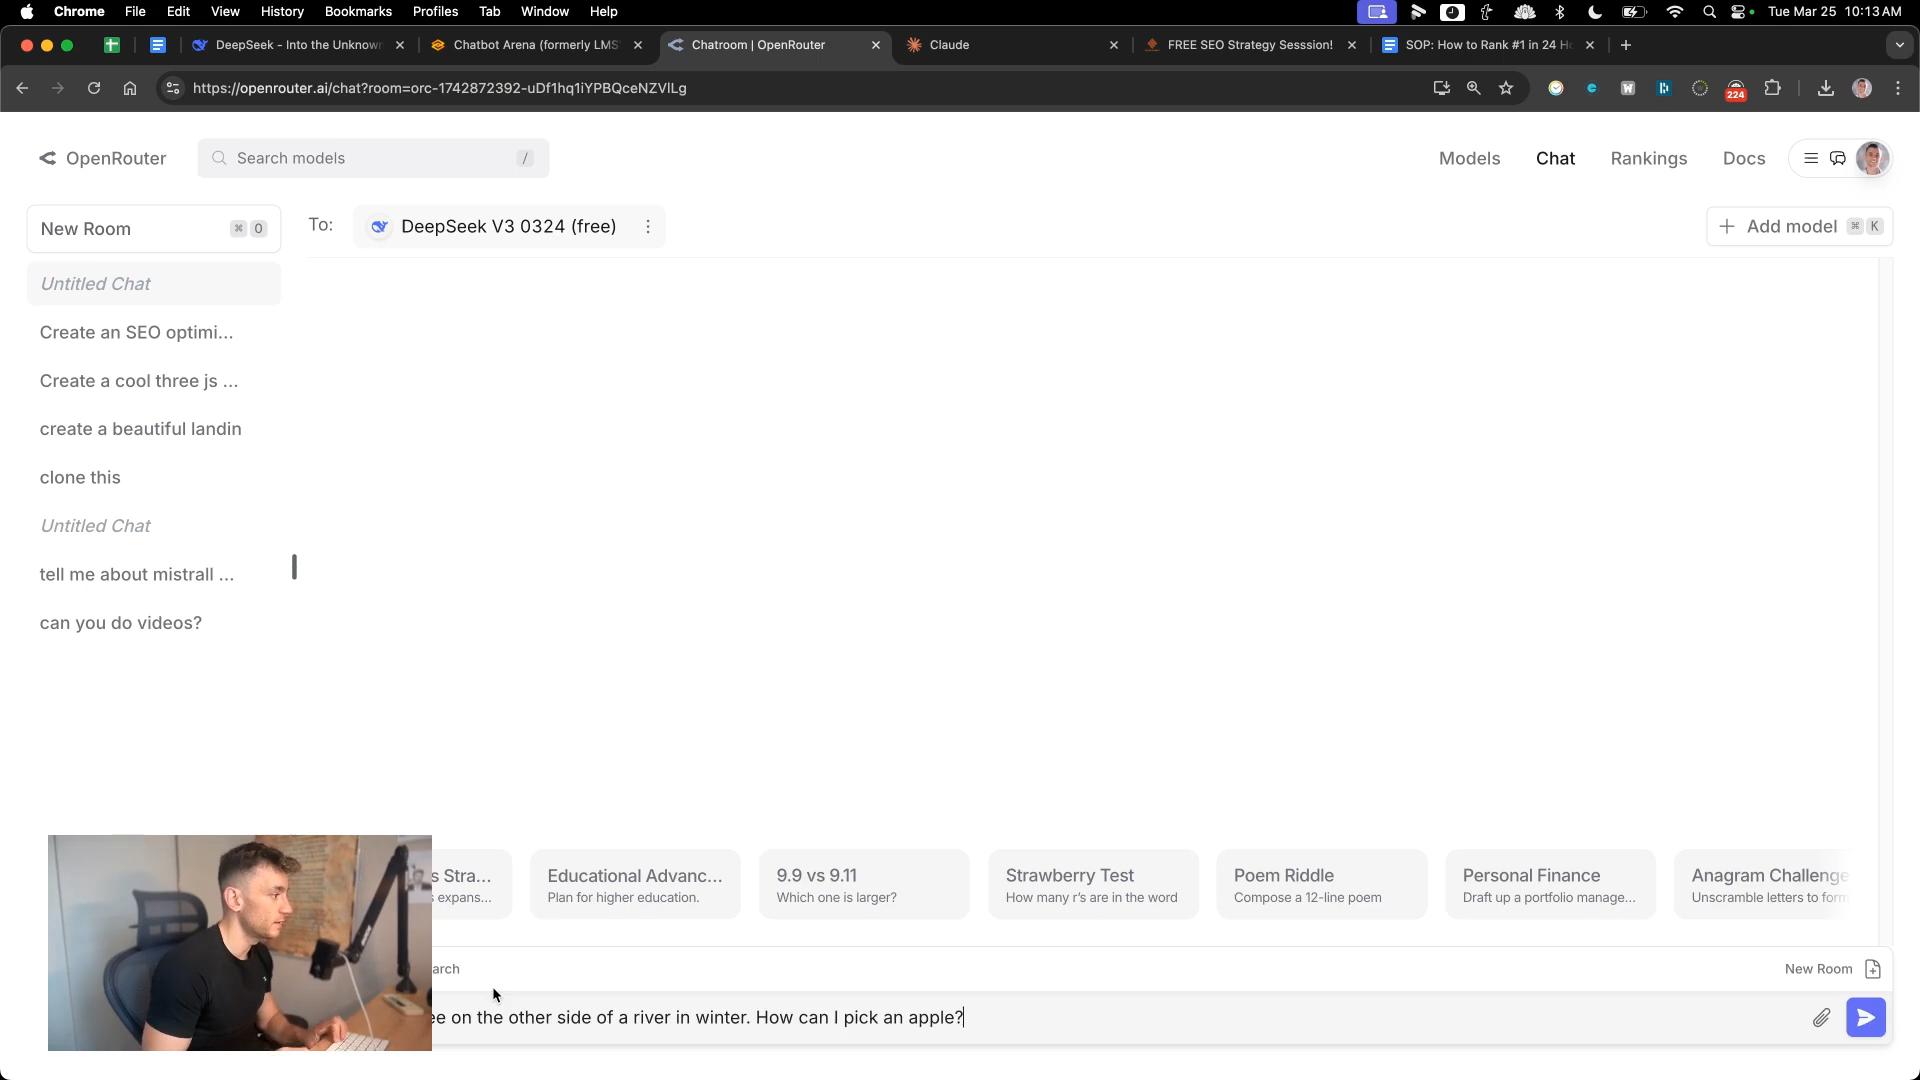 Chrome File Edit View History Bookmarks Profiles Tab Window Help Tue Mar 25 10:13 AM
DeepSeek - Into the Unknown Chatbot Arena (formerly LMS Chatroom | OpenRouter Claude FREE SEO Strategy Sesssion! SOP: How to Rank #1 in 24 Ho
https://openrouter.ai/chat?room=orc-1742872392-uDf1hq1iYPBQceNZVlLg 224
OpenRouter Search models / Models Chat Rankings Docs
New Room ⌘ O To: DeepSeek V3 0324 (free) Add model ⌘ K
Untitled Chat
Create an SEO optimi...
Create a cool three js ...
create a beautiful landin
clone this
Untitled Chat
tell me about mistrall ...
can you do videos?
s Stra... Educational Advanc... 9.9 vs 9.11 Strawberry Test Poem Riddle Personal Finance Anagram Challenge
s expans... Plan for higher education. Which one is larger? How many r's are in the word Compose a 12-line poem Draft up a portfolio manage... Unscramble letters to form
arch New Room
ee on the other side of a river in winter. How can I pick an apple?